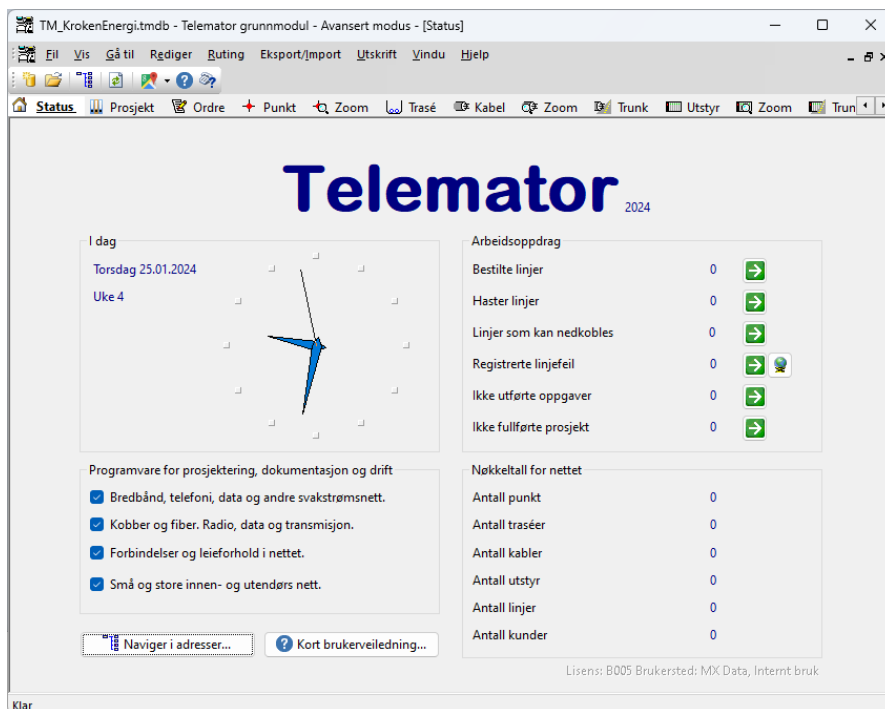 TM_KrokenEnergi.tmdb - Telemator grunnmodul - Avansert modus - [Status]
Fil Vis Gå til Rediger Ruting Eksport/Import Utskrift Vindu Hjelp
Status Prosjekt Ordre Punkt Zoom Trasé Kabel Zoom Trunk Utstyr Zoom Trun
Telemator 2024
I dag
Torsdag 25.01.2024
Uke 4
Arbeidsoppdrag
Bestilte linjer 0
Haster linjer 0
Linjer som kan nedkobles 0
Registrerte linjefeil 0
Ikke utførte oppgaver 0
Ikke fullførte prosjekt 0
Programvare for prosjektering, dokumentasjon og drift
Bredbånd, telefoni, data og andre svakstrømsnett.
Kobber og fiber. Radio, data og transmisjon.
Forbindelser og leieforhold i nettet.
Små og store innen- og utendørs nett.
Nøkkeltall for nettet
Antall punkt 0
Antall traséer 0
Antall kabler 0
Antall utstyr 0
Antall linjer 0
Antall kunder 0
Naviger i adresser... Kort brukerveiledning...
Lisens: B005 Brukersted: MX Data, Internt bruk
Klar